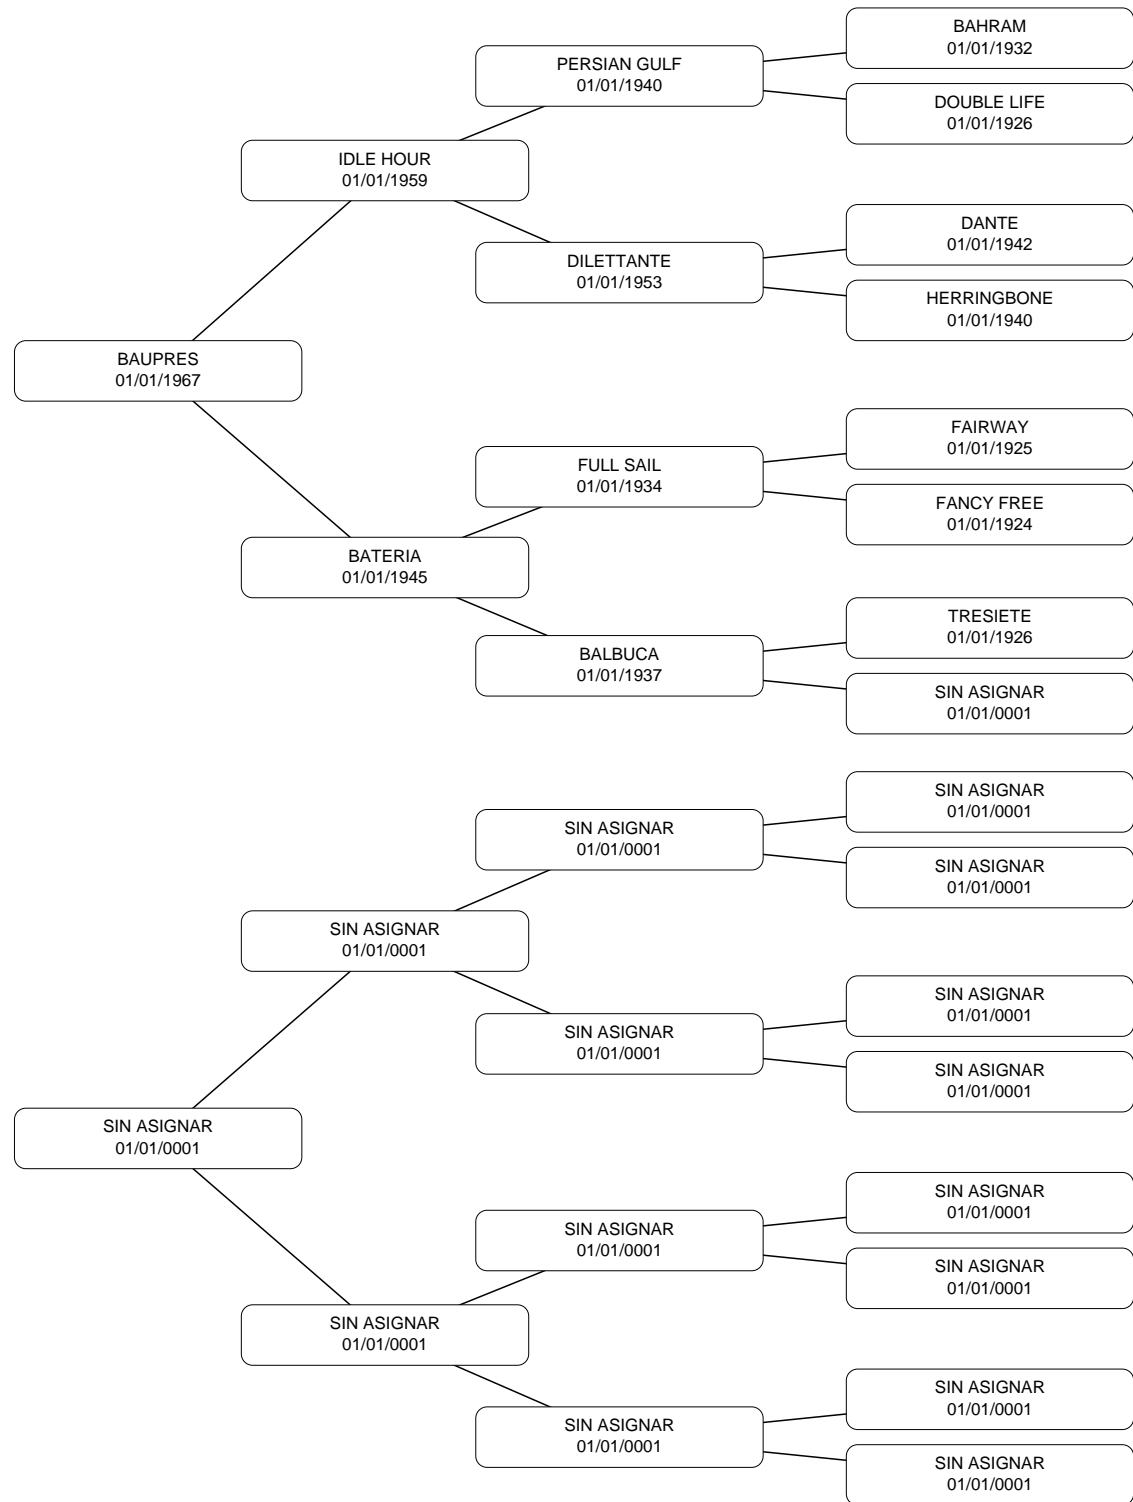 BAHRAM
01/01/1932
PERSIAN GULF
01/01/1940
DOUBLE LIFE
01/01/1926
IDLE HOUR
01/01/1959
DANTE
01/01/1942
DILETTANTE
01/01/1953
HERRINGBONE
01/01/1940
BAUPRES
01/01/1967
FAIRWAY
01/01/1925
FULL SAIL
01/01/1934
FANCY FREE
01/01/1924
BATERIA
01/01/1945
TRESIETE
01/01/1926
BALBUCA
01/01/1937
SIN ASIGNAR
01/01/0001
SIN ASIGNAR
01/01/0001
SIN ASIGNAR
01/01/0001
SIN ASIGNAR
01/01/0001
SIN ASIGNAR
01/01/0001
SIN ASIGNAR
01/01/0001
SIN ASIGNAR
01/01/0001
SIN ASIGNAR
01/01/0001
SIN ASIGNAR
01/01/0001
SIN ASIGNAR
01/01/0001
SIN ASIGNAR
01/01/0001
SIN ASIGNAR
01/01/0001
SIN ASIGNAR
01/01/0001
SIN ASIGNAR
01/01/0001
SIN ASIGNAR
01/01/0001
SIN ASIGNAR
01/01/0001